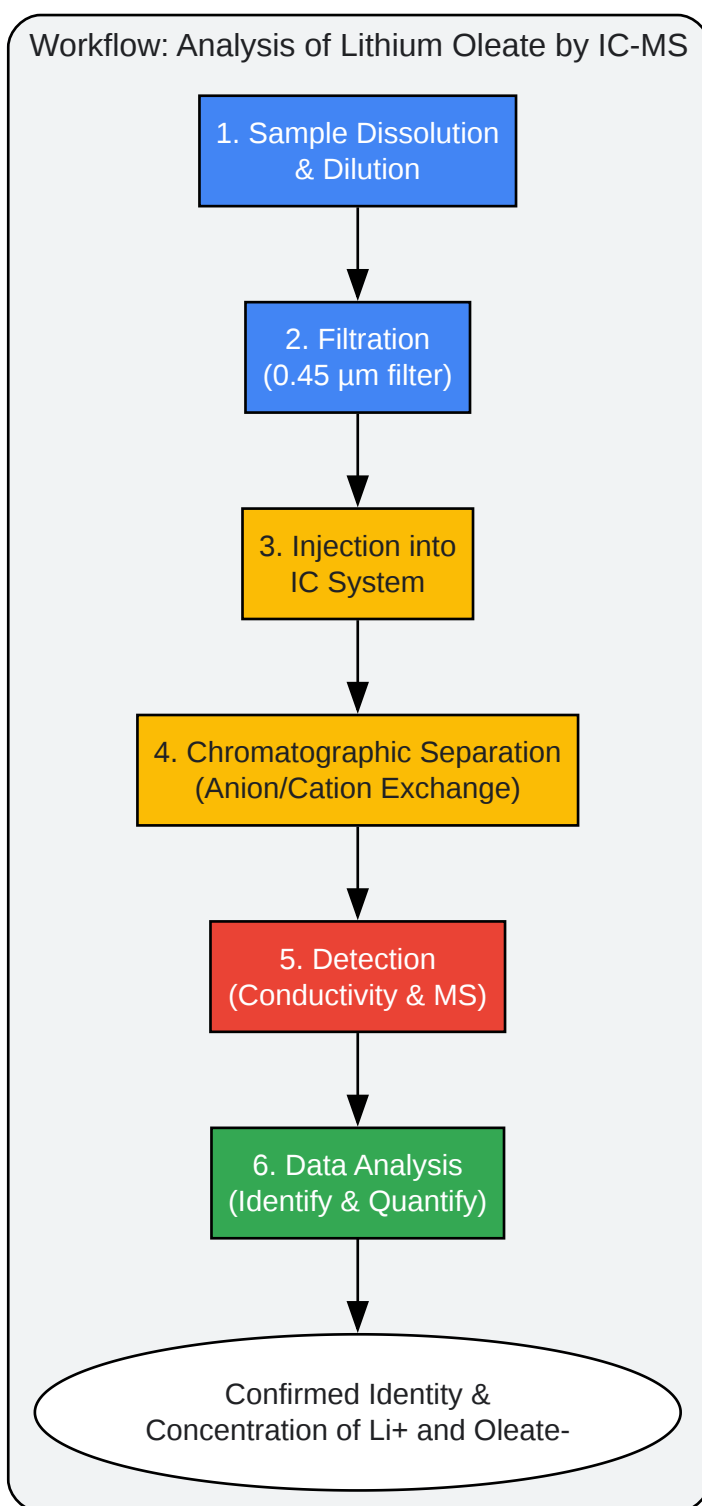 Workflow: Analysis of Lithium Oleate by IC-MS
1. Sample Dissolution
& Dilution
2. Filtration
(0.45 µm filter)
3. Injection into
IC System
4. Chromatographic Separation
(Anion/Cation Exchange)
5. Detection
(Conductivity & MS)
6. Data Analysis
(Identify & Quantify)
Confirmed Identity &
Concentration of Li+ and Oleate-